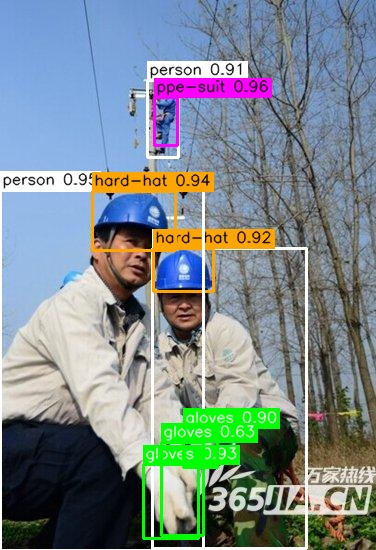 person 0.91
ppe-suit 0.96
person 0.95
hard-hat 0.94
hard-hat 0.92
gloves 0.90
gloves 0.63
gloves 0.93
万家热线
365JIA.CN